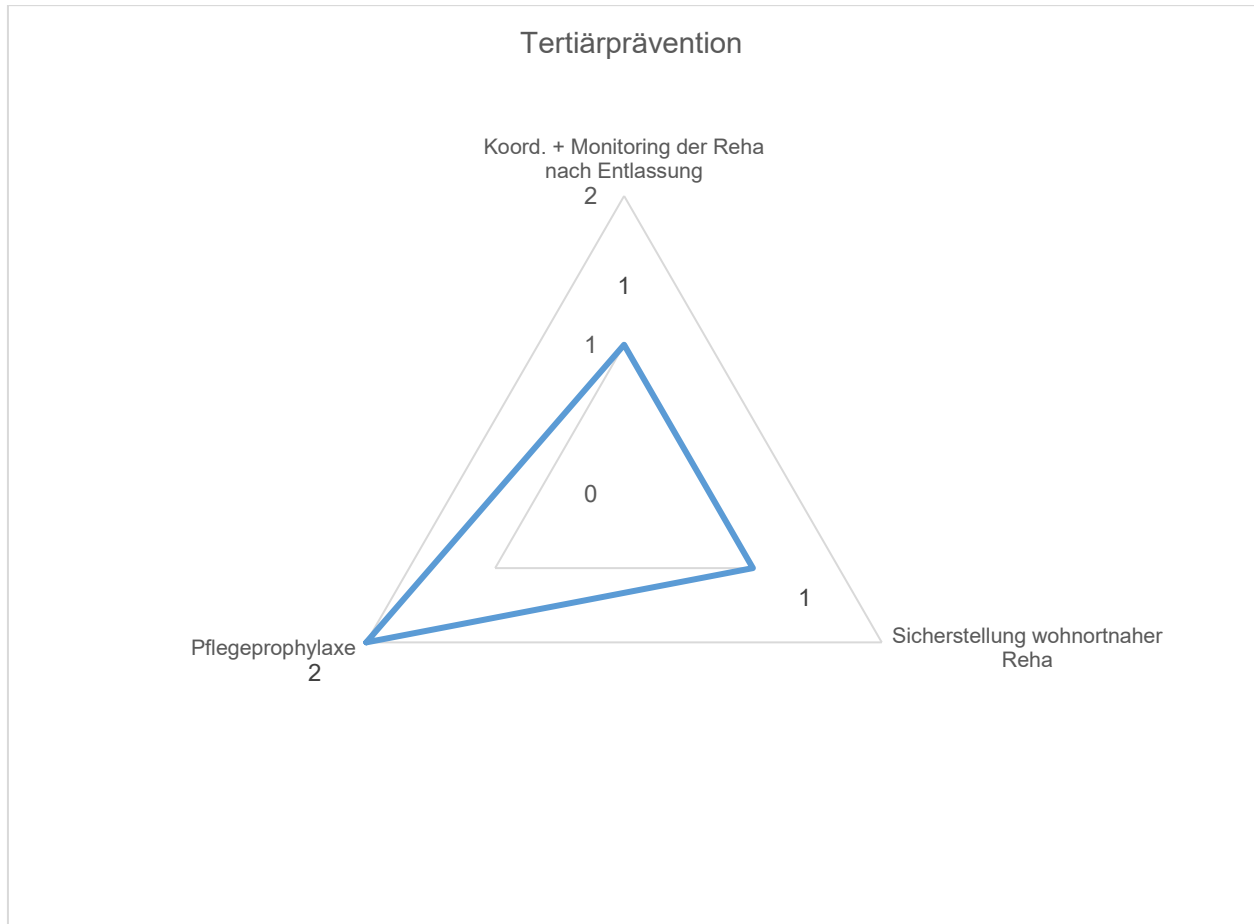 Tertiärprävention
Koord. + Monitoring der Reha
nach Entlassung
2
1
1
0
1
Sicherstellung wohnortnaher
Reha
Pflegeprophylaxe
2